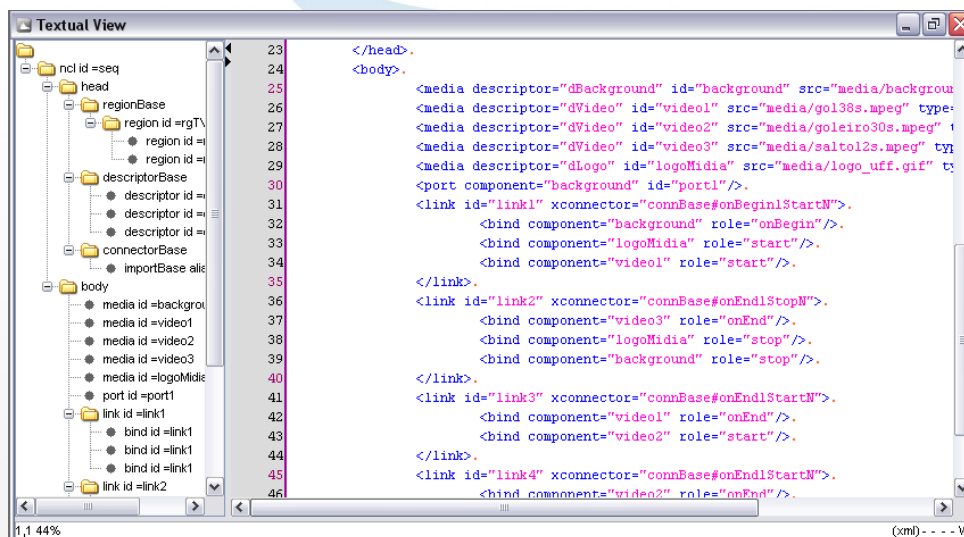 Textual View
ncl id =seq
head
regionBase
region id =rgTV
region id =
region id =
descriptorBase
descriptor id =
descriptor id =
descriptor id =
connectorBase
importBase alia
body
media id =backgrou
media id =video1
media id =video2
media id =video3
media id =logoMidia
port id =port1
link id =link1
bind id =link1
bind id =link1
bind id =link1
link id =link2
23 </head>.
24 <body>.
25 <media descriptor="dBackground" id="background" src="media/backgroun
26 <media descriptor="dVideo" id="video1" src="media/gol38s.mpeg" type=
27 <media descriptor="dVideo" id="video2" src="media/goleiro30s.mpeg" t
28 <media descriptor="dVideo" id="video3" src="media/salto12s.mpeg" typ
29 <media descriptor="dLogo" id="logoMidia" src="media/logo_uff.gif" ty
30 <port component="background" id="port1"/>.
31 <link id="link1" xconnector="connBase#onBegin1StartN">.
32 <bind component="background" role="onBegin"/>.
33 <bind component="logoMidia" role="start"/>.
34 <bind component="video1" role="start"/>.
35 </link>.
36 <link id="link2" xconnector="connBase#onEnd1StopN">.
37 <bind component="video3" role="onEnd"/>.
38 <bind component="logoMidia" role="stop"/>.
39 <bind component="background" role="stop"/>.
40 </link>.
41 <link id="link3" xconnector="connBase#onEnd1StartN">.
42 <bind component="video1" role="onEnd"/>.
43 <bind component="video2" role="start"/>.
44 </link>.
45 <link id="link4" xconnector="connBase#onEnd1StartN">.
46 <bind component="video2" role="onEnd"/>.
1,1 44%
(xml) - - - - V